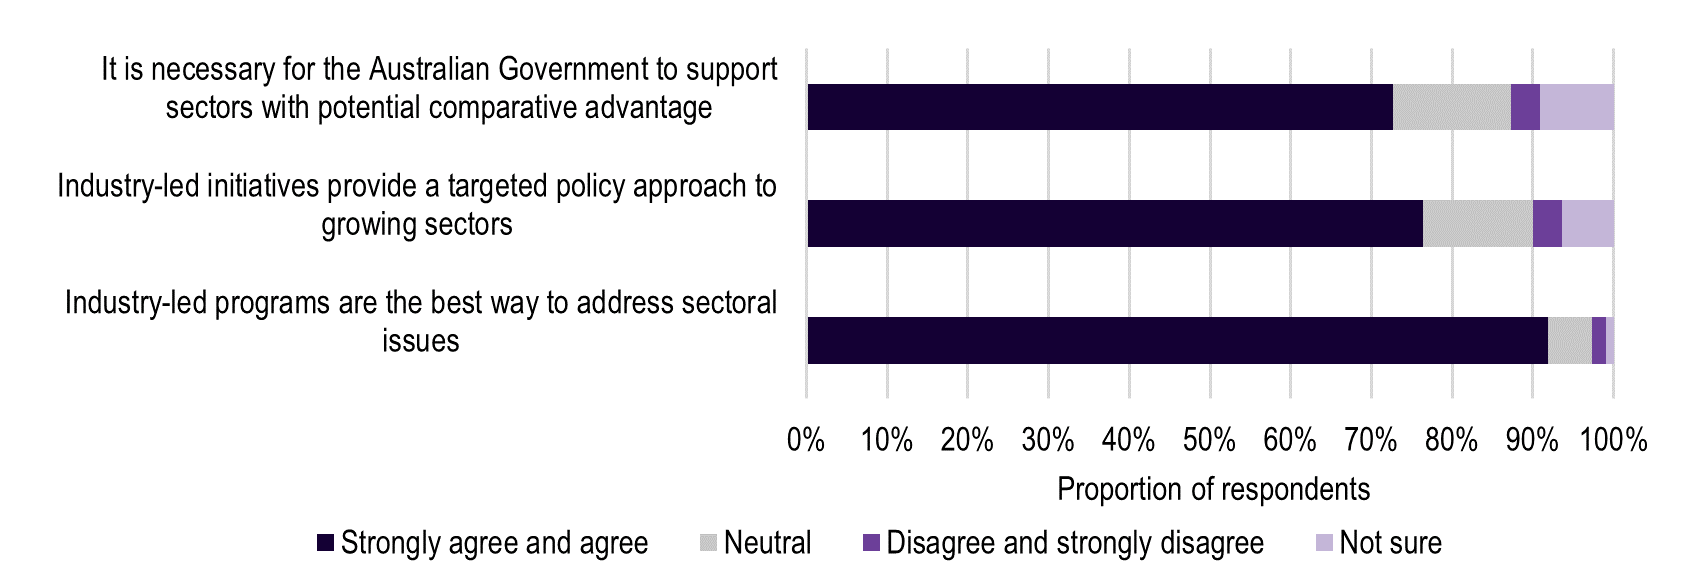 It is necessary for the Australian Government to support
sectors with potential comparative advantage
Industry-led initiatives provide a targeted policy approach to
growing sectors
Industry-led programs are the best way to address sectoral
issues
0% 10% 20% 30% 40% 50% 60% 70% 80% 90% 100%
Proportion of respondents
Strongly agree and agree Neutral Disagree and strongly disagree Not sure